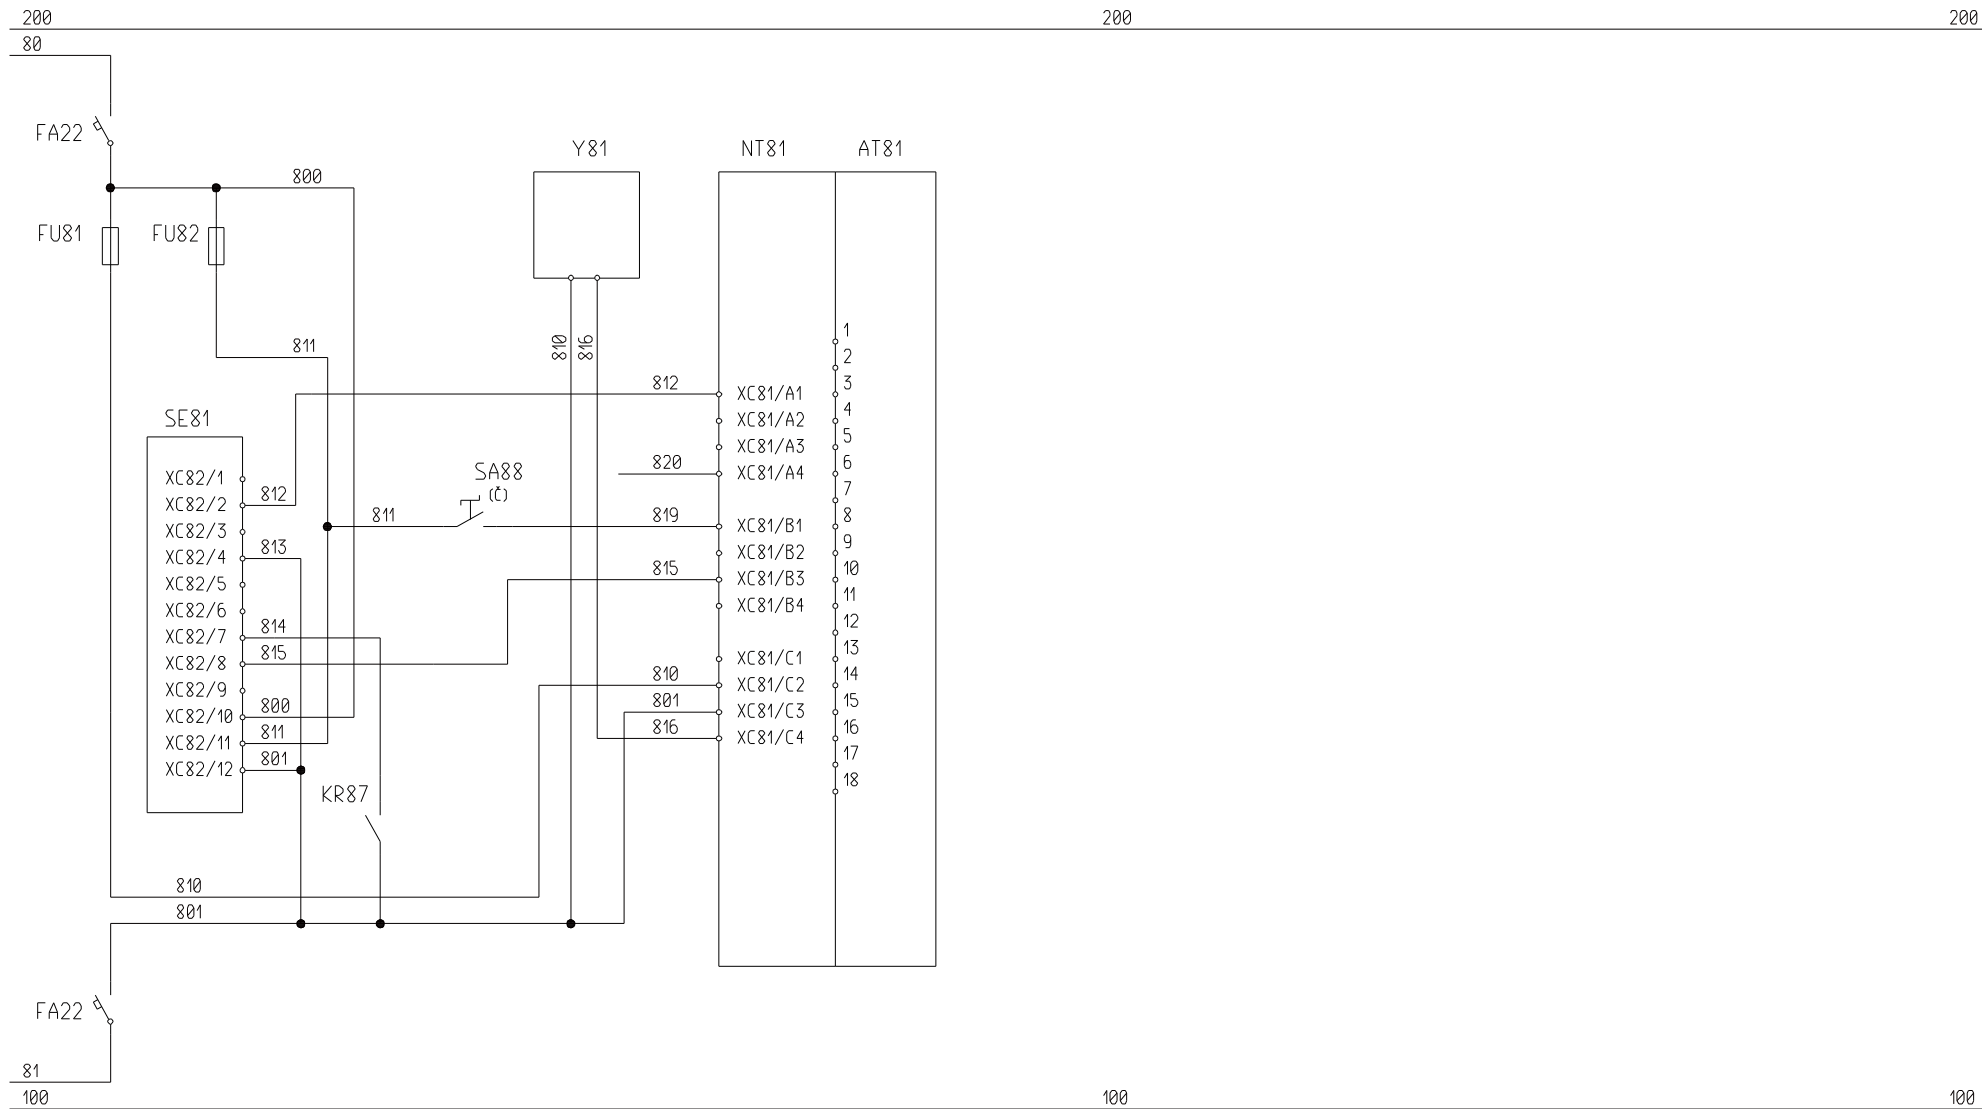 200 200 200
80
FA22
Y81 NT81 AT81
800
FU81 FU82
810 816
1
811
2
812 XC81/A1 3
SE81 XC81/A2 4
XC81/A3 5
SA88 820 XC81/A4 6
(Č)
XC82/1
7
812 XC82/2
811 819 XC81/B1 8
XC82/3
813 XC82/4 XC81/B2 9
815 XC81/B3 10
XC82/5
XC81/B4 11
XC82/6
814 XC82/7 12
815 XC82/8 XC81/C1 13
XC82/9 810 XC81/C2 14
800 XC82/10 801 XC81/C3 15
811 XC82/11 816 XC81/C4 16
801 XC82/12 17
18
KR87
810
801
FA22
81
100 100 100